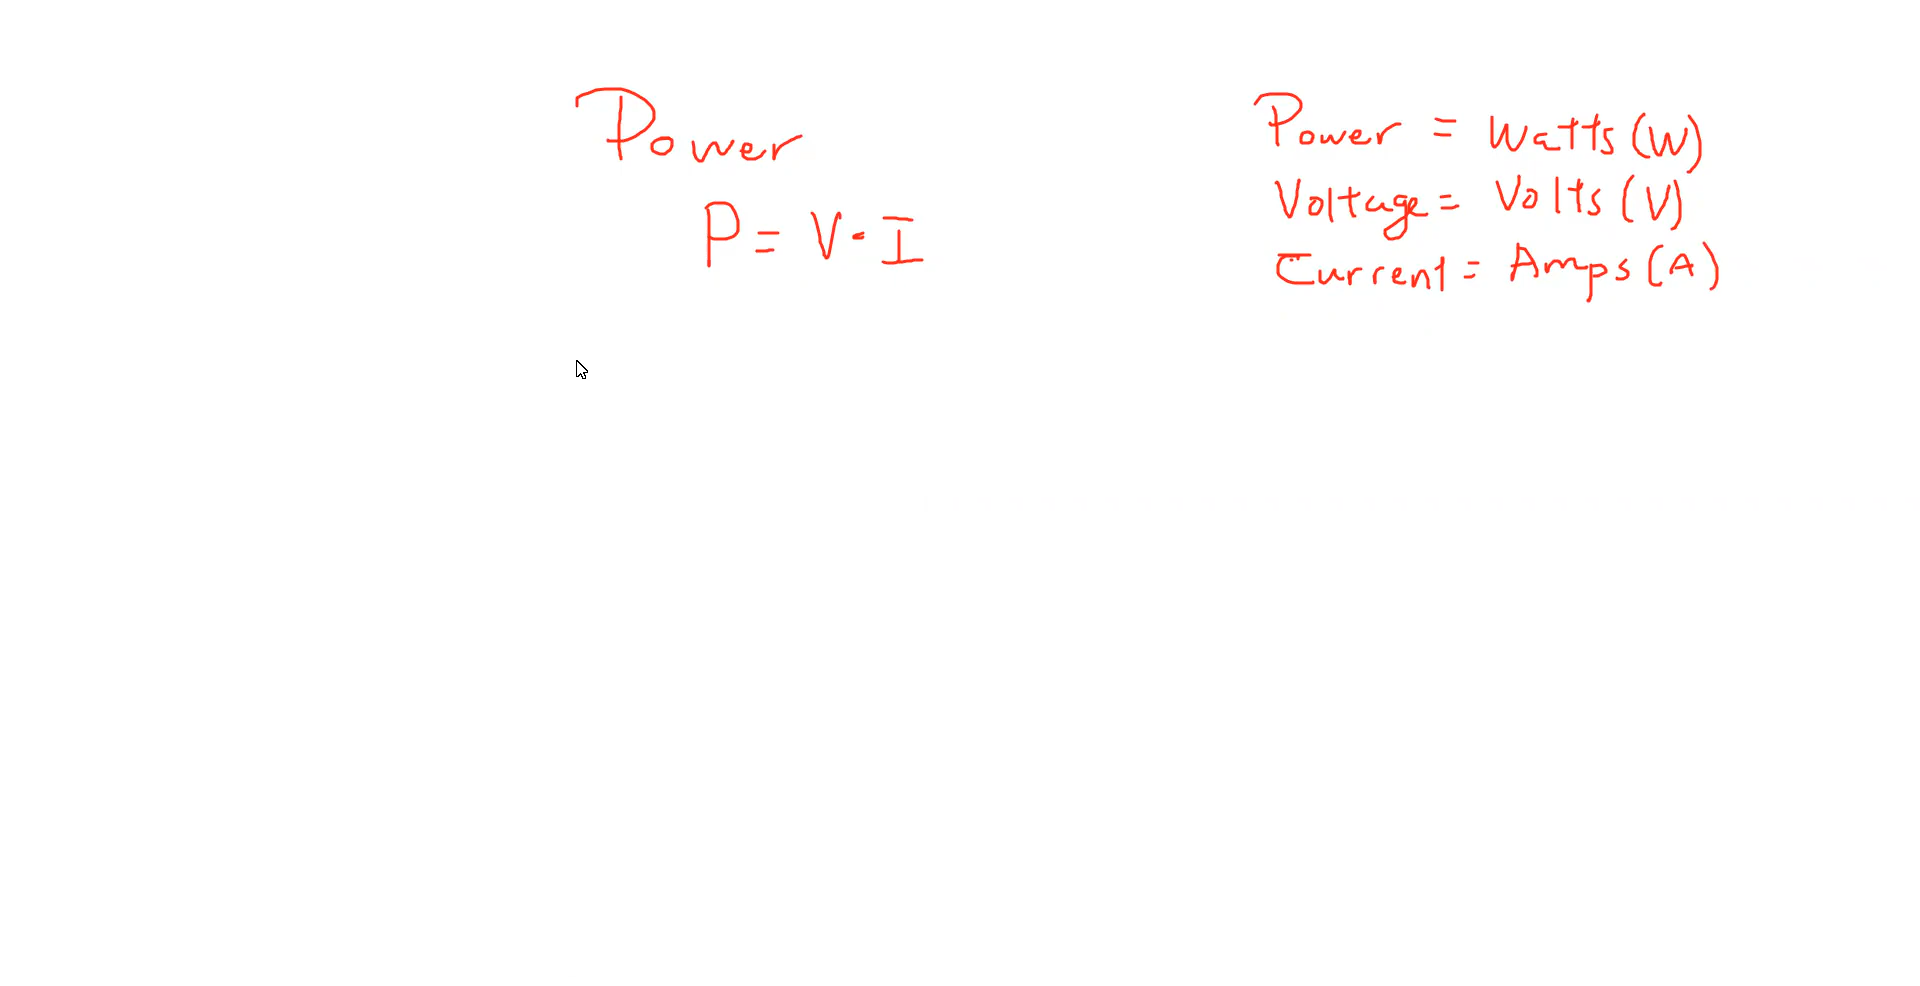 Power
P = V · I
Power = Watts (W)
Voltage = Volts (V)
Current = Amps (A)